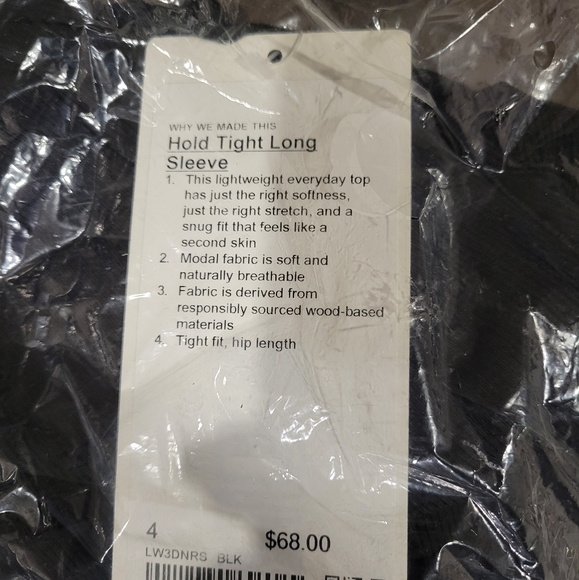 WHY WE MADE THIS
Hold Tight Long
Sleeve
1. This lightweight everyday top
has just the right softness,
just the right stretch, and a
snug fit that feels like a
second skin
2. Modal fabric is soft and
naturally breathable
3. Fabric is derived from
responsibly sourced wood-based
materials
4. Tight fit, hip length
4
$68.00
LW3DNRS BLK